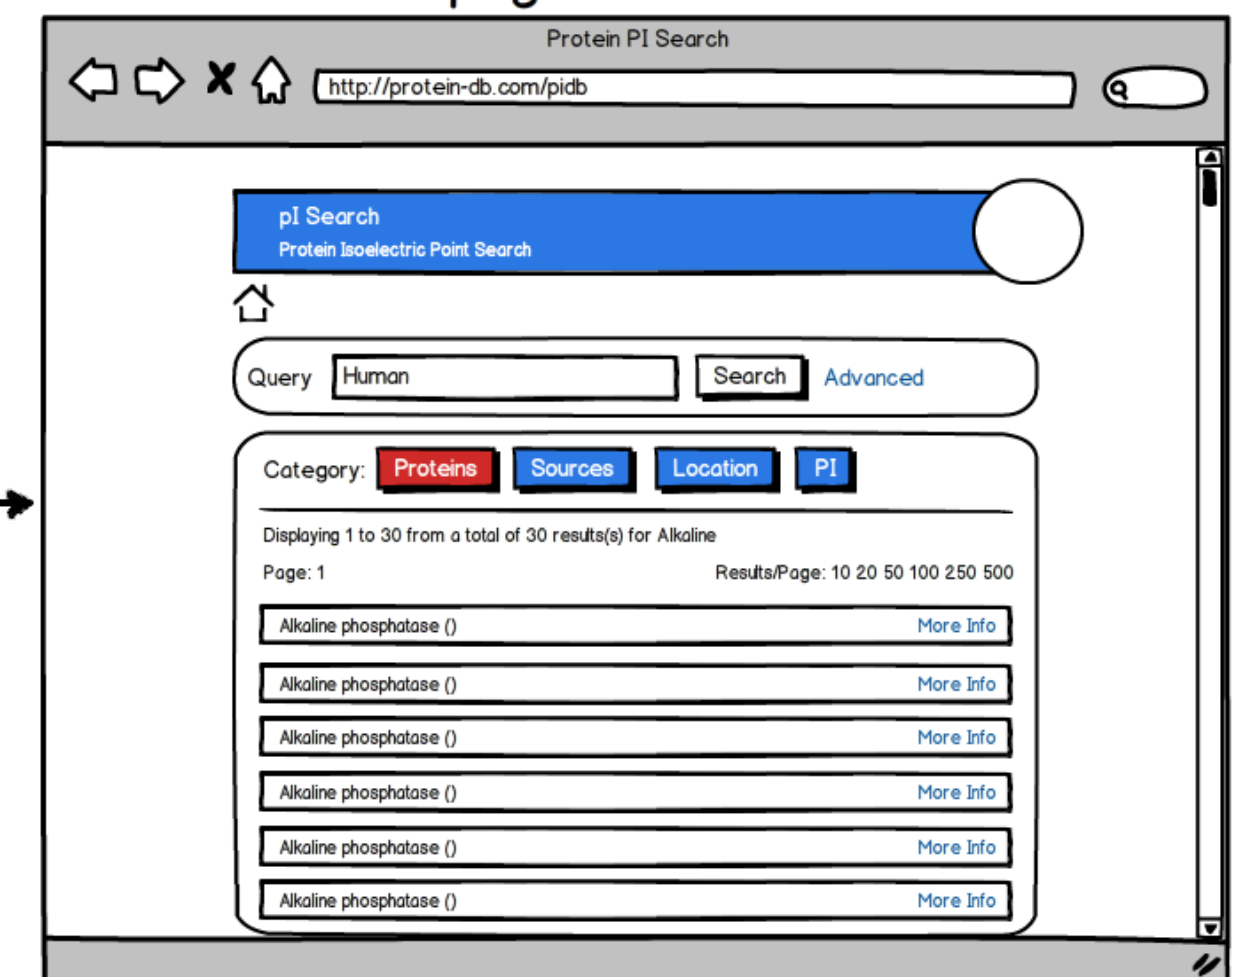 Protein PI Search
http://protein-db.com/pidb
pI Search
Protein Isoelectric Point Search
Query Human Search Advanced
Category: Proteins Sources Location PI
Displaying 1 to 30 from a total of 30 results(s) for Alkaline
Page: 1 Results/Page: 10 20 50 100 250 500
Alkaline phosphatase () More Info
Alkaline phosphatase () More Info
Alkaline phosphatase () More Info
Alkaline phosphatase () More Info
Alkaline phosphatase () More Info
Alkaline phosphatase () More Info